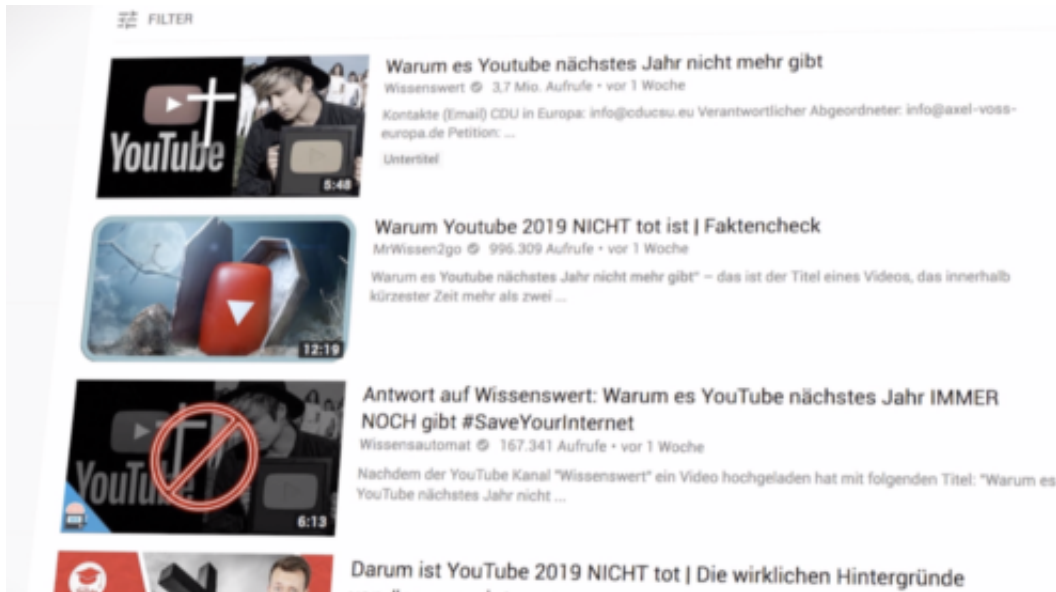 FILTER
Warum es Youtube nächstes Jahr nicht mehr gibt
Wissenswert 3,7 Mio. Aufrufe • vor 1 Woche
Kontakte (Email) CDU in Europa: info@cducsu.eu Verantwortlicher Abgeordneter: info@axel-voss-
europa.de Petition: ...
Untertitel
YouTube
5:48
Warum Youtube 2019 NICHT tot ist | Faktencheck
MrWissen2go 996.309 Aufrufe • vor 1 Woche
Warum es Youtube nächstes Jahr nicht mehr gibt" – das ist der Titel eines Videos, das innerhalb
kürzester Zeit mehr als zwei ...
12:19
Antwort auf Wissenswert: Warum es YouTube nächstes Jahr IMMER
NOCH gibt #SaveYourInternet
Wissensautomat 167.341 Aufrufe • vor 1 Woche
Nachdem der YouTube Kanal "Wissenswert" ein Video hochgeladen hat mit folgenden Titel: "Warum es
YouTube nächstes Jahr nicht ...
YouTube
6:13
Darum ist YouTube 2019 NICHT tot | Die wirklichen Hintergründe